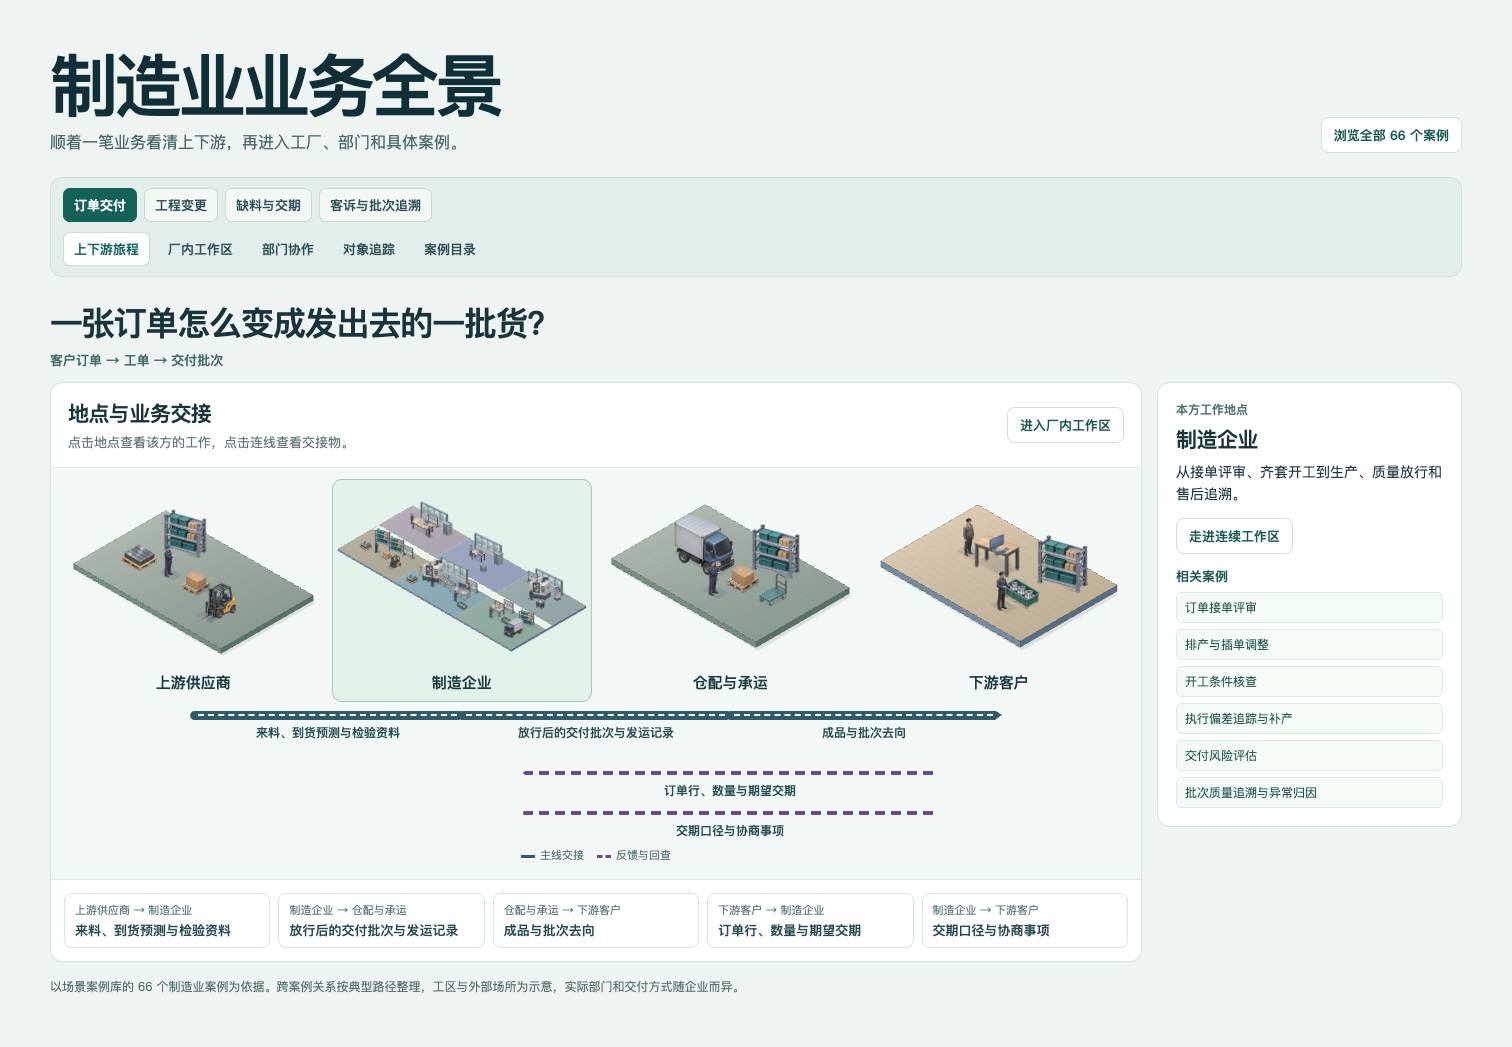 制造业业务全景
顺着一笔业务看清上下游，再进入工厂、部门和具体案例。
浏览全部 66 个案例
订单交付
工程变更
缺料与交期
客诉与批次追溯
上下游旅程
厂内工作区
部门协作
对象追踪
案例目录
一张订单怎么变成发出去的一批货？
客户订单 → 工单 → 交付批次
地点与业务交接
点击地点查看该方的工作，点击连线查看交接物。
进入厂内工作区
上游供应商
制造企业
仓配与承运
下游客户
来料、到货预测与检验资料
放行后的交付批次与发运记录
成品与批次去向
订单行、数量与期望交期
交期口径与协商事项
主线交接
反馈与回查
上游供应商 → 制造企业
来料、到货预测与检验资料
制造企业 → 仓配与承运
放行后的交付批次与发运记录
仓配与承运 → 下游客户
成品与批次去向
下游客户 → 制造企业
订单行、数量与期望交期
制造企业 → 下游客户
交期口径与协商事项
本方工作地点
制造企业
从接单评审、齐套开工到生产、质量放行和
售后追溯。
走进连续工作区
相关案例
订单接单评审
排产与插单调整
开工条件核查
执行偏差追踪与补产
交付风险评估
批次质量追溯与异常归因
以场景案例库的 66 个制造业案例为依据。跨案例关系按典型路径整理，工区与外部场所为示意，实际部门和交付方式随企业而异。